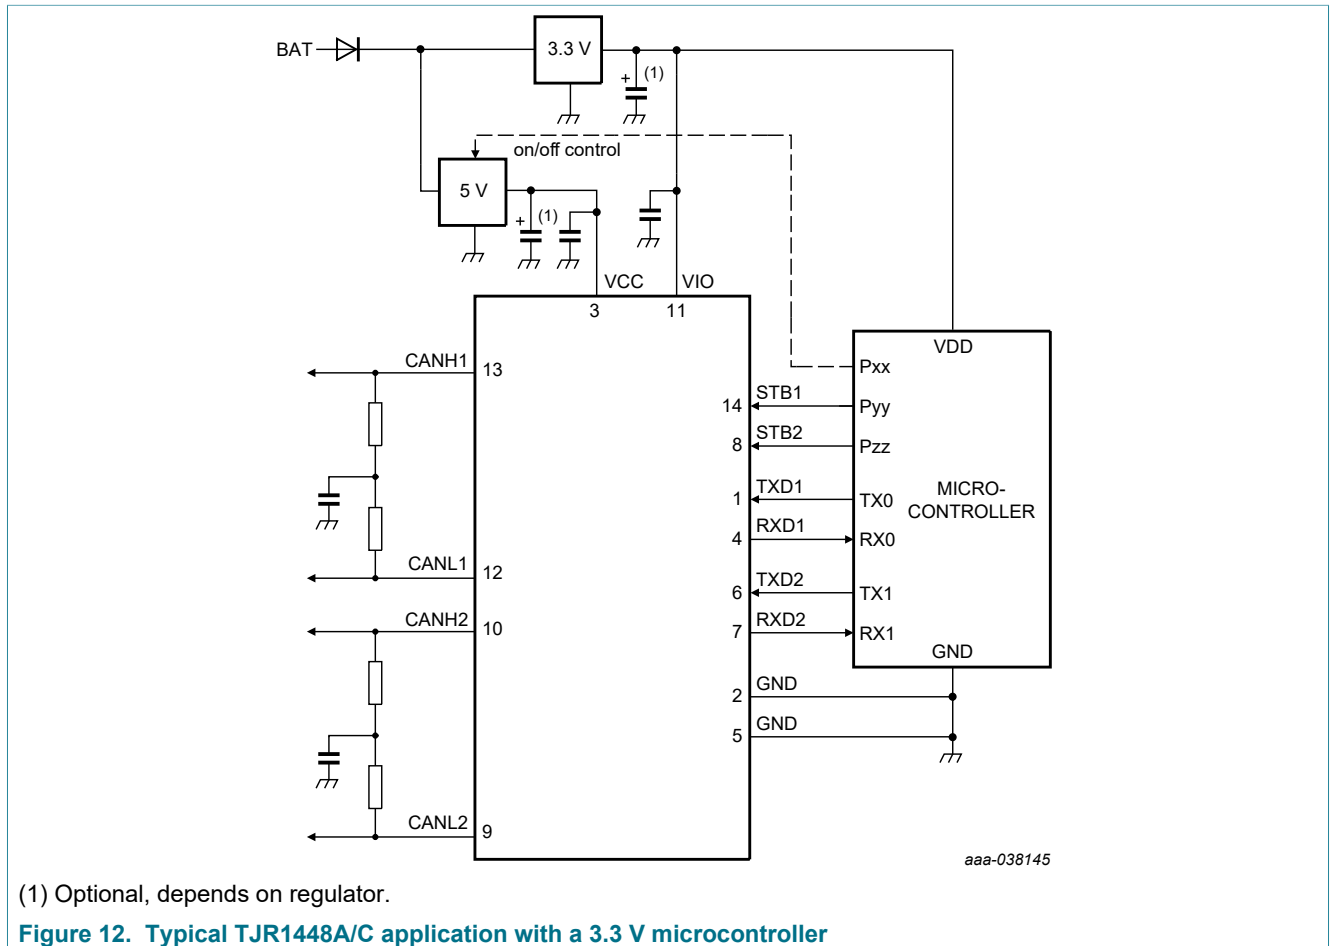 BAT
3.3 V
+ (1)
on/off control
5 V
+ (1)
VCC
VIO
3
11
VDD
CANH1
13
Pxx
14
STB1
Pyy
8
STB2
Pzz
1
TXD1
TX0
MICRO-
CONTROLLER
4
RXD1
RX0
CANL1
12
6
TXD2
TX1
CANH2
10
7
RXD2
RX1
GND
2
GND
5
GND
CANL2
9
aaa-038145
(1) Optional, depends on regulator.
Figure 12. Typical TJR1448A/C application with a 3.3 V microcontroller